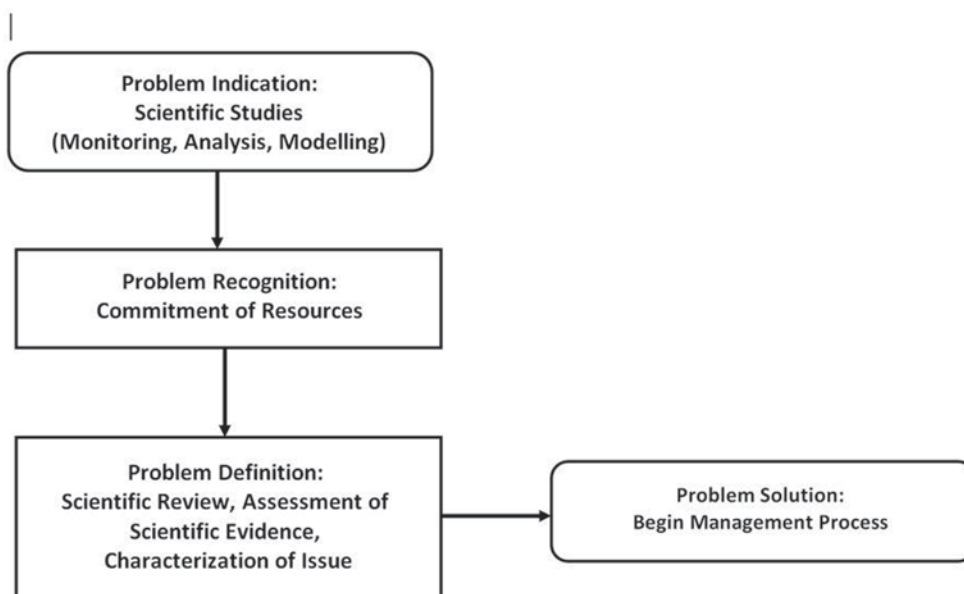 Problem Indication:
Scientific Studies
(Monitoring, Analysis, Modelling)
Problem Recognition:
Commitment of Resources
Problem Definition:
Scientific Review, Assessment of
Scientific Evidence,
Characterization of Issue
Problem Solution:
Begin Management Process